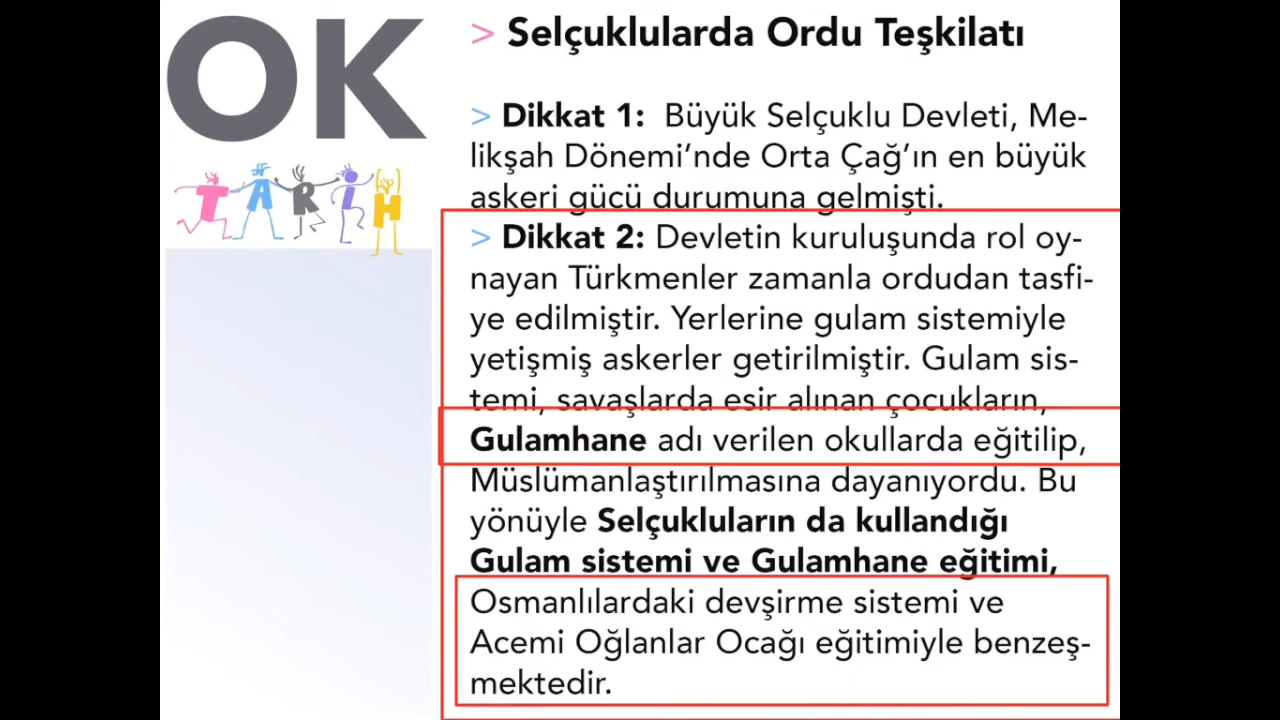 OK
TARİH
> Selçuklularda Ordu Teşkilatı
> Dikkat 1: Büyük Selçuklu Devleti, Me-
likşah Dönemi’nde Orta Çağ’ın en büyük
askeri gücü durumuna gelmişti.
> Dikkat 2: Devletin kuruluşunda rol oy-
nayan Türkmenler zamanla ordudan tasfi-
ye edilmiştir. Yerlerine gulam sistemiyle
yetişmiş askerler getirilmiştir. Gulam sis-
temi, savaşlarda esir alınan çocukların,
Gulamhane adı verilen okullarda eğitilip,
Müslümanlaştırılmasına dayanıyordu. Bu
yönüyle Selçukluların da kullandığı
Gulam sistemi ve Gulamhane eğitimi,
Osmanlılardaki devşirme sistemi ve
Acemi Oğlanlar Ocağı eğitimiyle benzeş-
mektedir.